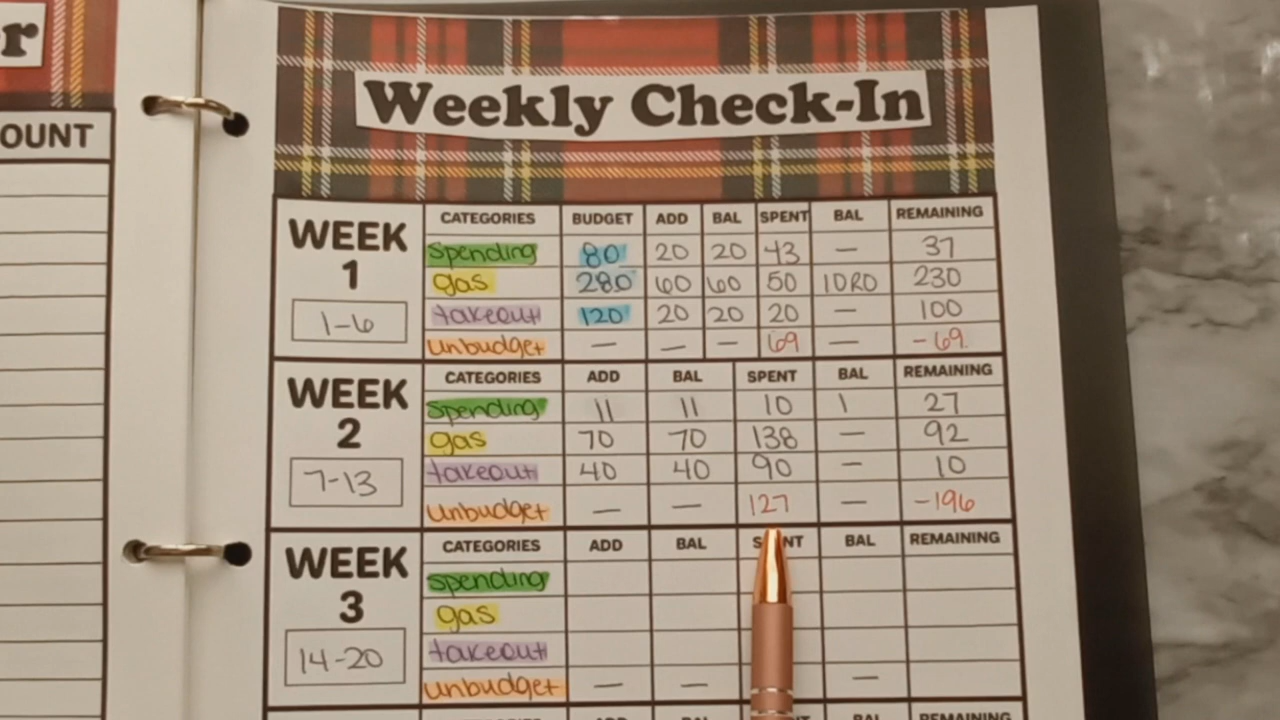 r
OUNT
Weekly Check-In
WEEK 1
1-6
CATEGORIES BUDGET ADD BAL SPENT BAL REMAINING
spending 80 20 20 43 — 37
gas 280 60 60 50 10RO 230
takeout 120 20 20 20 — 100
unbudget — — — 69 — -69
WEEK 2
7-13
CATEGORIES ADD BAL SPENT BAL REMAINING
spending 11 11 10 1 27
gas 70 70 138 — 92
takeout 40 40 90 — 10
unbudget — — 127 — -196
WEEK 3
14-20
CATEGORIES ADD BAL BAL REMAINING
spending
gas
takeout
unbudget — — —
ADD BAL BAL REMAINING